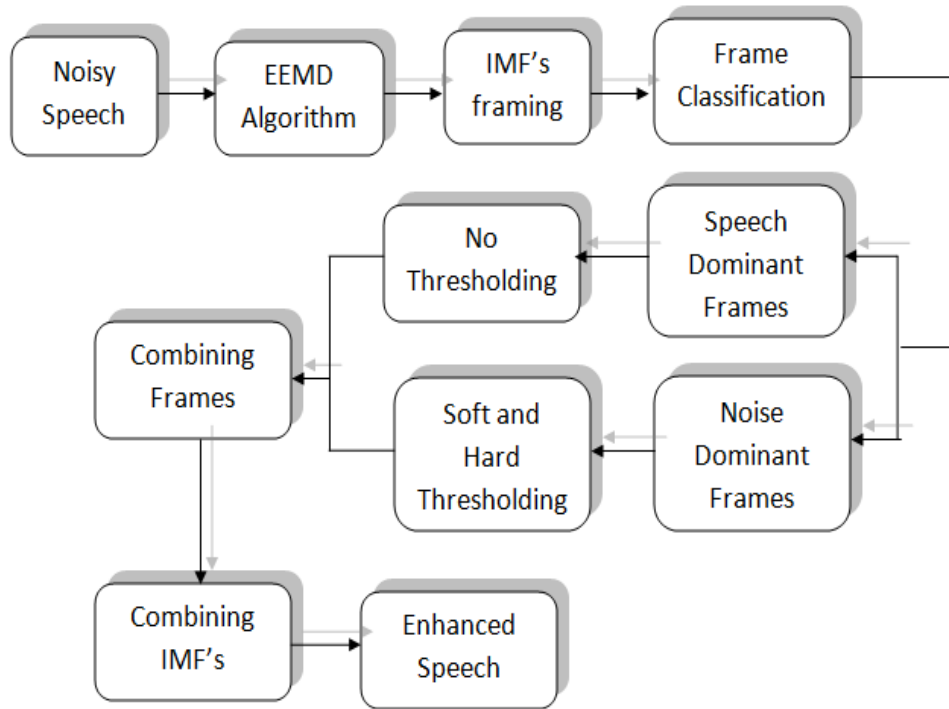 Noisy
Speech
EEMD
Algorithm
IMF's
framing
Frame
Classification
No
Thresholding
Speech
Dominant
Frames
Combining
Frames
Soft and
Hard
Thresholding
Noise
Dominant
Frames
Combining
IMF's
Enhanced
Speech